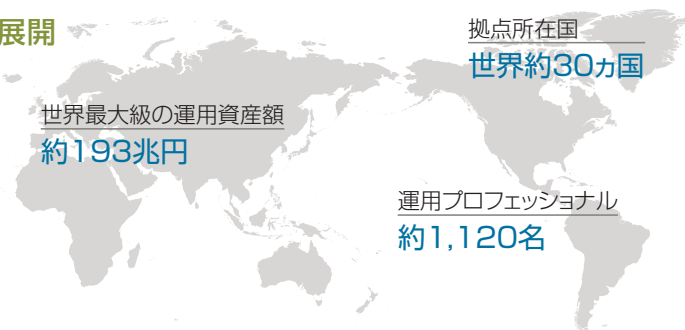 展開
拠点所在国
世界約30ヵ国
世界最大級の運用資産額
約193兆円
運用プロフェッショナル
約1,120名